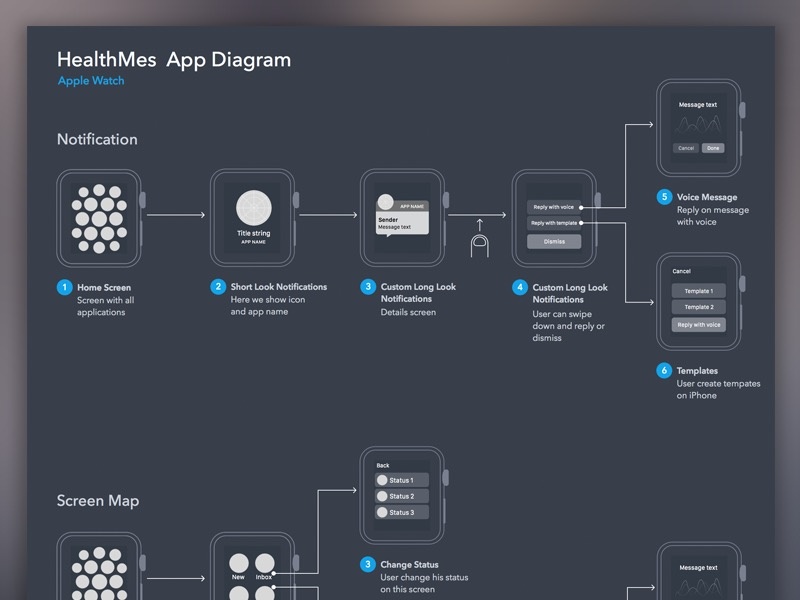 HealthMes App Diagram
Apple Watch
Notification
Title string
APP NAME
APP NAME
Sender
Message text
Reply with voice
Reply with template
Dismiss
Message text
Cancel
Done
Cancel
Template 1
Template 2
Reply with voice
1 Home Screen
Screen with all
applications
2 Short Look Notifications
Here we show icon
and app name
3 Custom Long Look
Notifications
Details screen
4 Custom Long Look
Notifications
User can swipe
down and reply or
dismiss
5 Voice Message
Reply on message
with voice
6 Templates
User create tempates
on iPhone
Screen Map
Back
Status 1
Status 2
Status 3
3 Change Status
User change his status
on this screen
New
Inbox
Message text